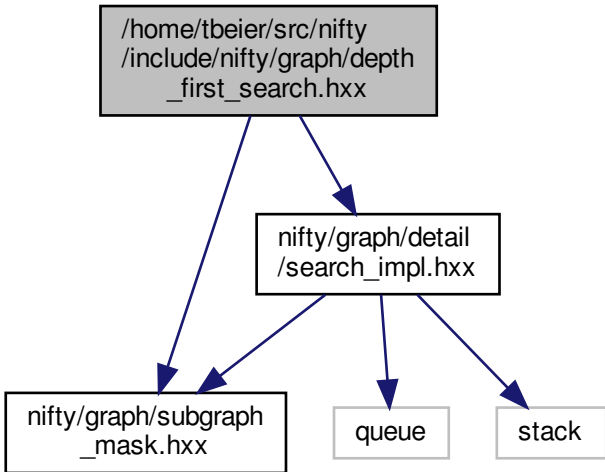 /home/tbeier/src/nifty
/include/nifty/graph/depth
_first_search.hxx
nifty/graph/detail
/search_impl.hxx
nifty/graph/subgraph
_mask.hxx
queue
stack